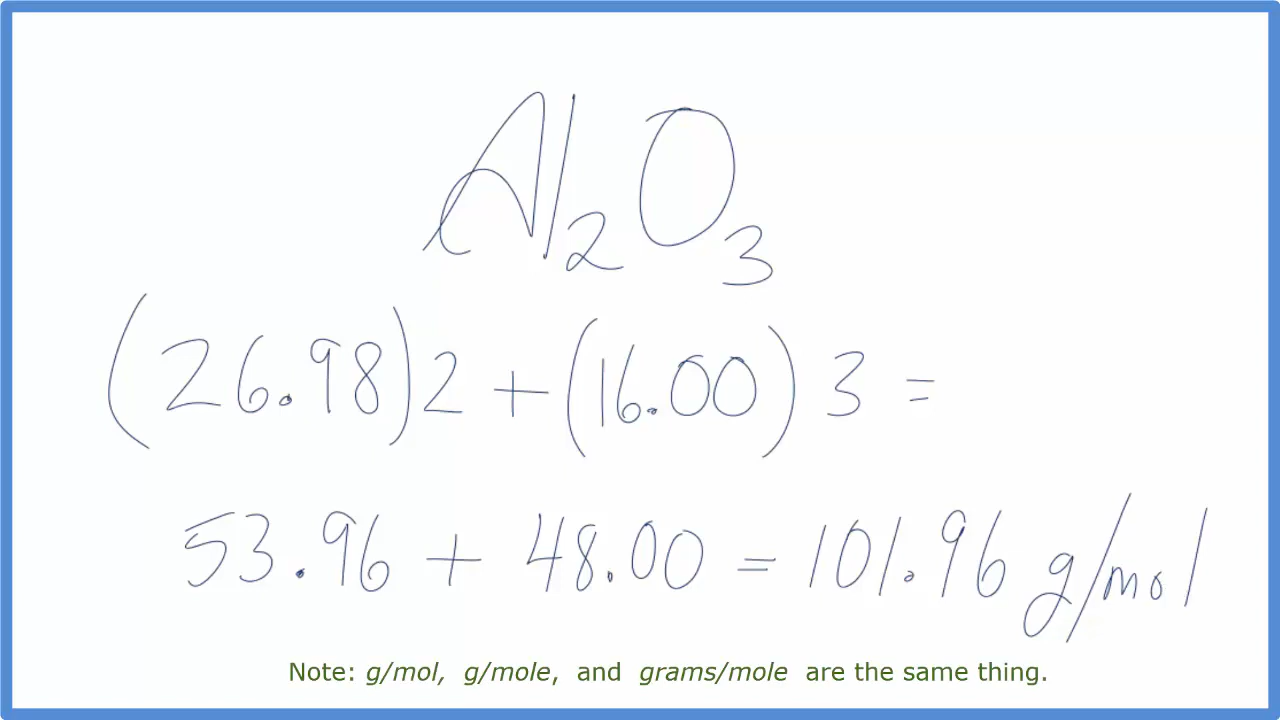 Al₂O₃
(26.98)2 + (16.00)3 =
53.96 + 48.00 = 101.96 g/mol
Note: g/mol, g/mole, and grams/mole are the same thing.